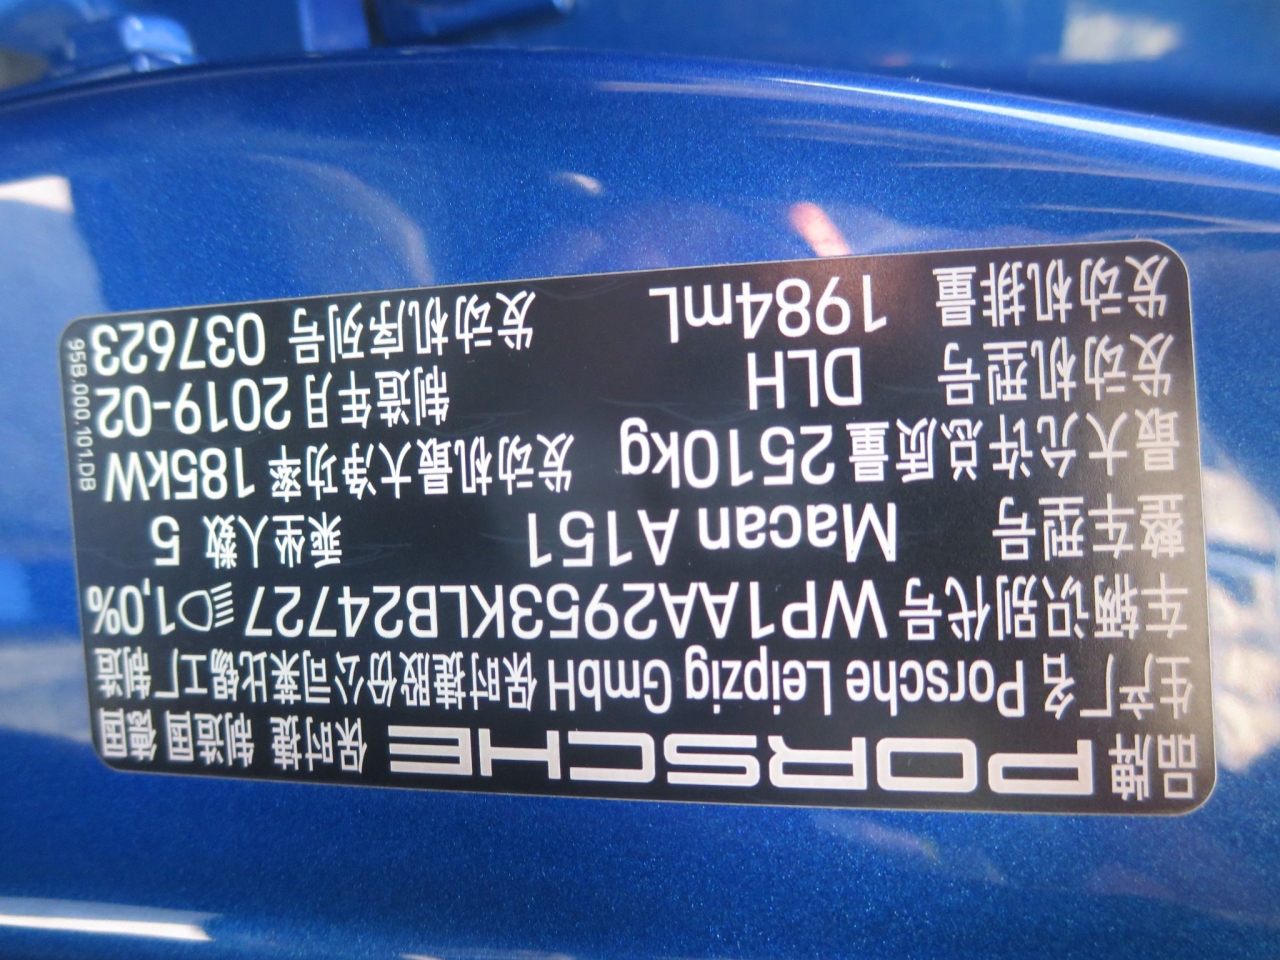 品牌 PORSCHE 保时捷 制造国 德国
生产厂名 Porsche Leipzig GmbH 保时捷股份公司莱比锡工厂 制造
车辆识别代号 WP1AA2953KLB24727 1,0%
整车型号 Macan A151 乘坐人数 5
最大允许总质量 2510kg 发动机最大净功率 185kW
发动机型号 DLH 制造年月 2019-02
发动机排量 1984mL 发动机序列号 037623
95B.000.101.DB